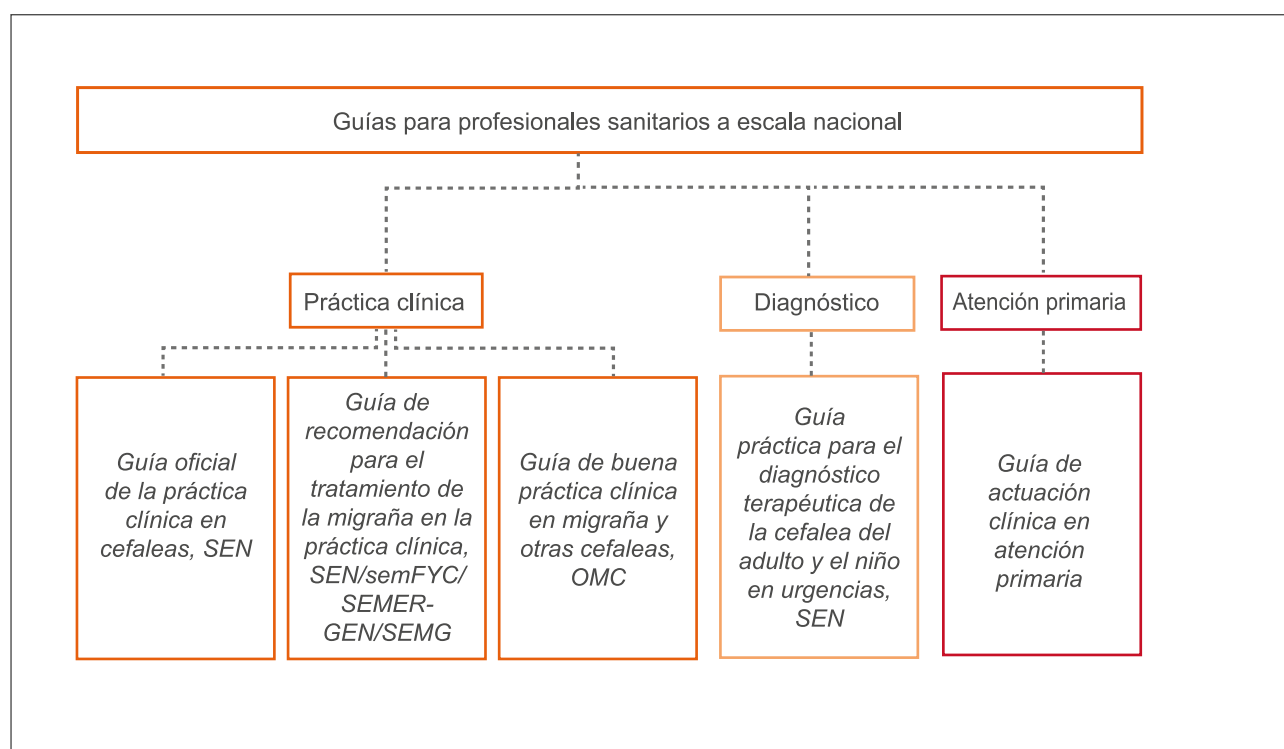 Guías para profesionales sanitarios a escala nacional
Práctica clínica
Diagnóstico
Atención primaria
Guía oficial
de la práctica
clínica en
cefaleas, SEN
Guía de
recomendación
para el
tratamiento de
la migraña en la
práctica clínica,
SEN/semFYC/
SEMER-
GEN/SEMG
Guía de buena
práctica clínica
en migraña y
otras cefaleas,
OMC
Guía
práctica para el
diagnóstico
terapéutica de
la cefalea del
adulto y el niño
en urgencias,
SEN
Guía de
actuación
clínica en
atención
primaria